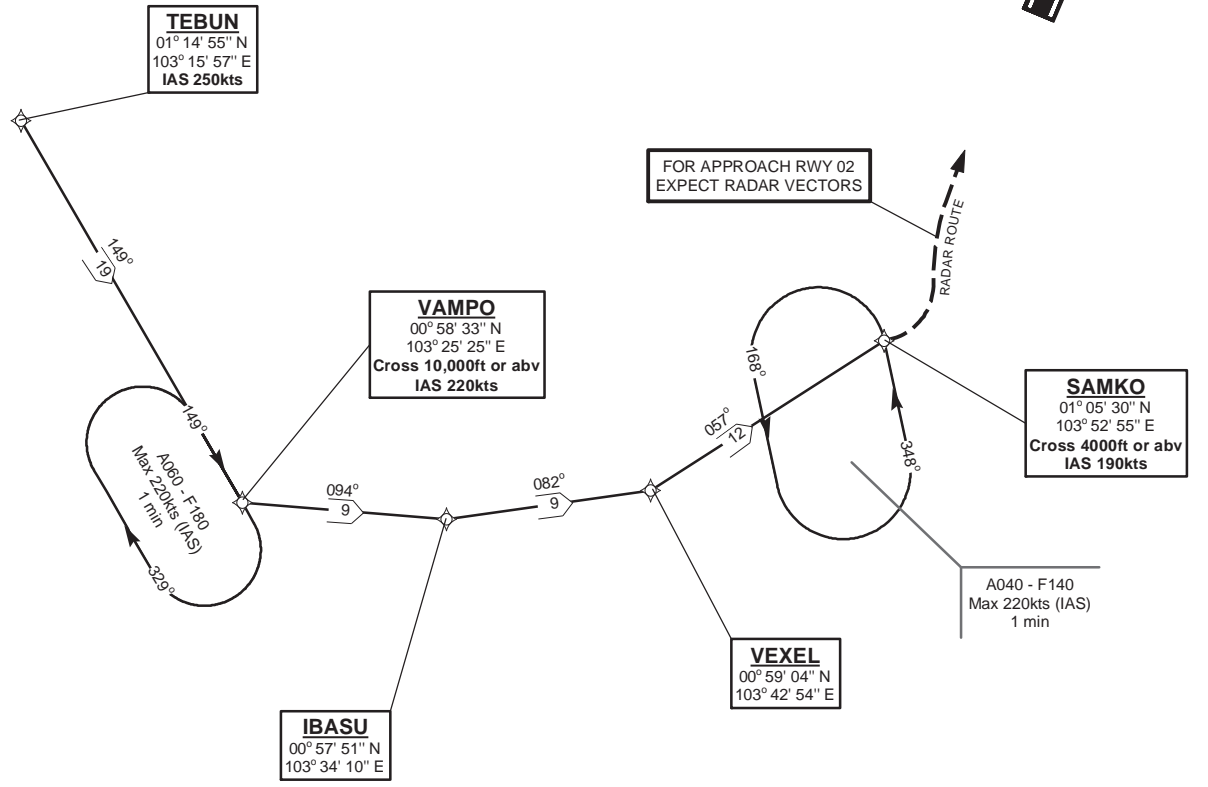 TEBUN
01° 14' 55" N
103° 15' 57" E
IAS 250kts
149°
19
FOR APPROACH RWY 02
EXPECT RADAR VECTORS
RADAR ROUTE
VAMPO
00° 58' 33" N
103° 25' 25" E
Cross 10,000ft or abv
IAS 220kts
149°
A060 - F180
Max 220kts (IAS)
1 min
329°
094°
9
082°
9
057°
12
168°
348°
SAMKO
01° 05' 30" N
103° 52' 55" E
Cross 4000ft or abv
IAS 190kts
A040 - F140
Max 220kts (IAS)
1 min
VEXEL
00° 59' 04" N
103° 42' 54" E
IBASU
00° 57' 51" N
103° 34' 10" E